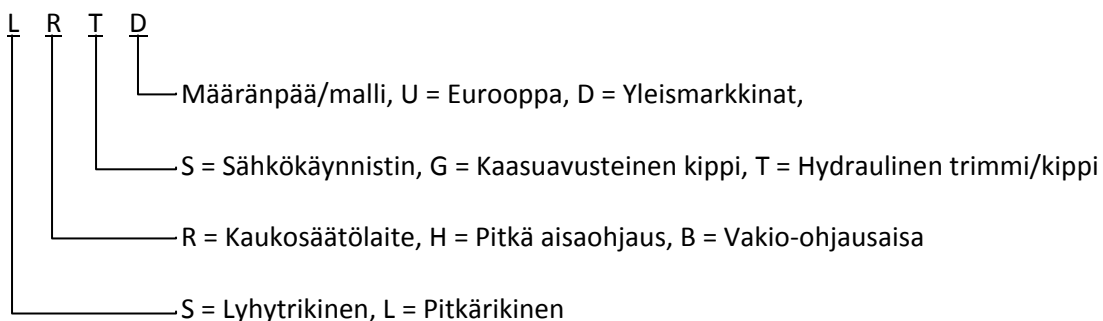 L R T D
Määränpää/malli, U = Eurooppa, D = Yleismarkkinat,
S = Sähkökäynnistin, G = Kaasuavusteinen kippi, T = Hydraulinen trimmi/kippi
R = Kaukosäätölaite, H = Pitkä aisaohjaus, B = Vakio-ohjausaisa
S = Lyhytrikinen, L = Pitkärikinen